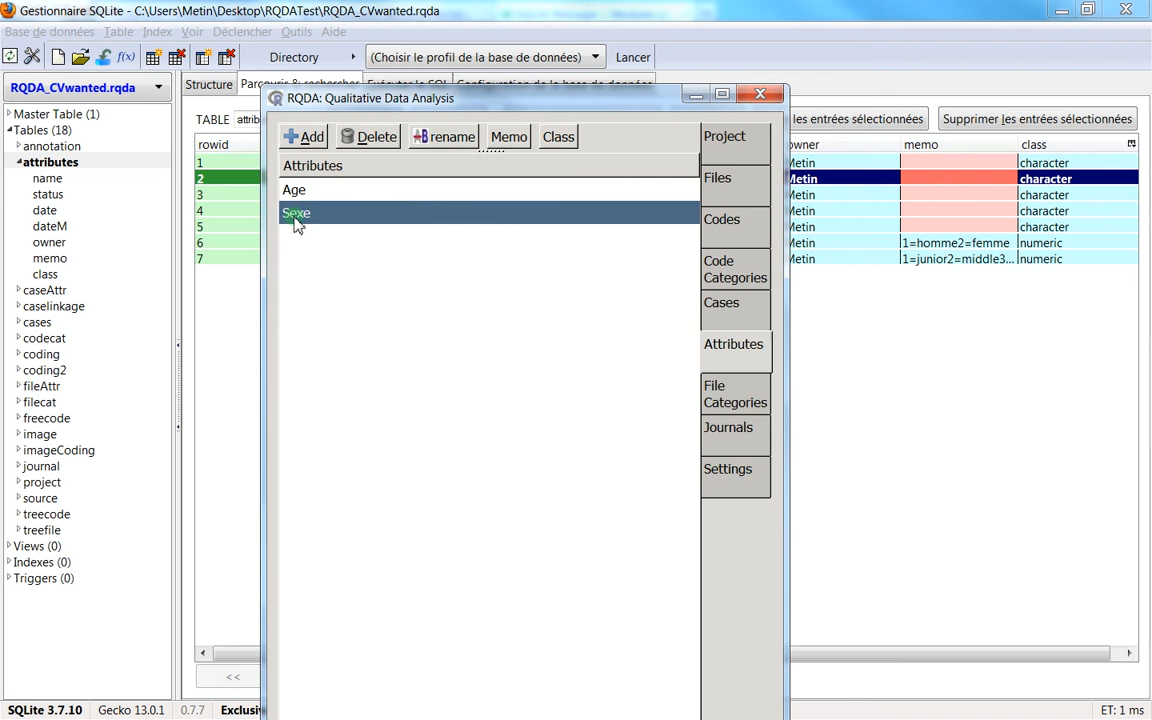 Gestionnaire SQLite - C:\Users\Metin\Desktop\RQDATest\RQDA_CVwanted.rqda
Base de données Table Index Voir Déclencher Outils Aide
f(x) Directory (Choisir le profil de la base de données) Lancer
RQDA_CVwanted.rqda
Structure
Master Table (1)
Tables (18)
annotation
attributes
name
status
date
dateM
owner
memo
class
caseAttr
caselinkage
cases
codecat
coding
coding2
fileAttr
filecat
freecode
image
imageCoding
journal
project
source
treecode
treefile
Views (0)
Indexes (0)
Triggers (0)
TABLE attrib
les entrées sélectionnées Supprimer les entrées sélectionnées
rowid
1
2
3
4
5
6
7
RQDA: Qualitative Data Analysis
Add Delete rename Memo Class
Attributes
Age
Sexe
Project
Files
Codes
Code
Categories
Cases
Attributes
File
Categories
Journals
Settings
owner memo class
Metin character
Metin character
Metin character
Metin character
Metin character
Metin 1=homme2=femme numeric
Metin 1=junior2=middle3... numeric
<<
SQLite 3.7.10 Gecko 13.0.1 0.7.7 Exclusiv ET: 1 ms